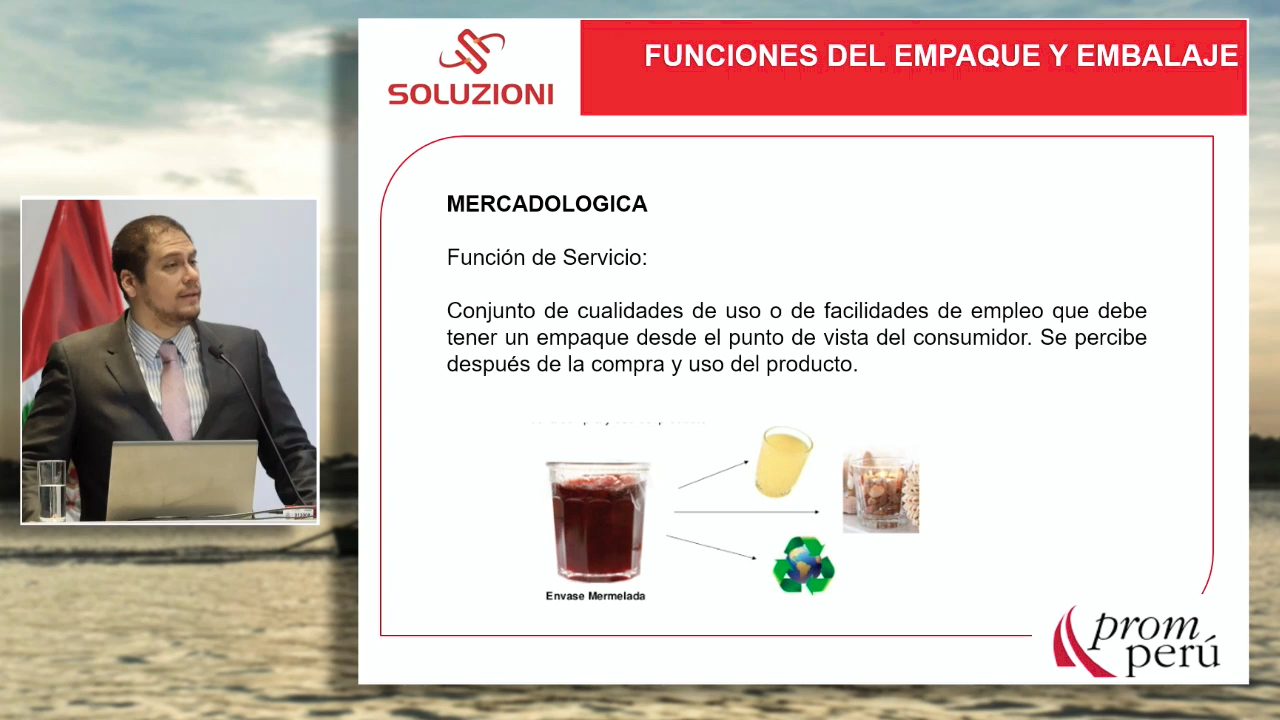 SOLUZIONI
FUNCIONES DEL EMPAQUE Y EMBALAJE
MERCADOLOGICA
Función de Servicio:
Conjunto de cualidades de uso o de facilidades de empleo que debe
tener un empaque desde el punto de vista del consumidor. Se percibe
después de la compra y uso del producto.
Envase Mermelada
prom
perú